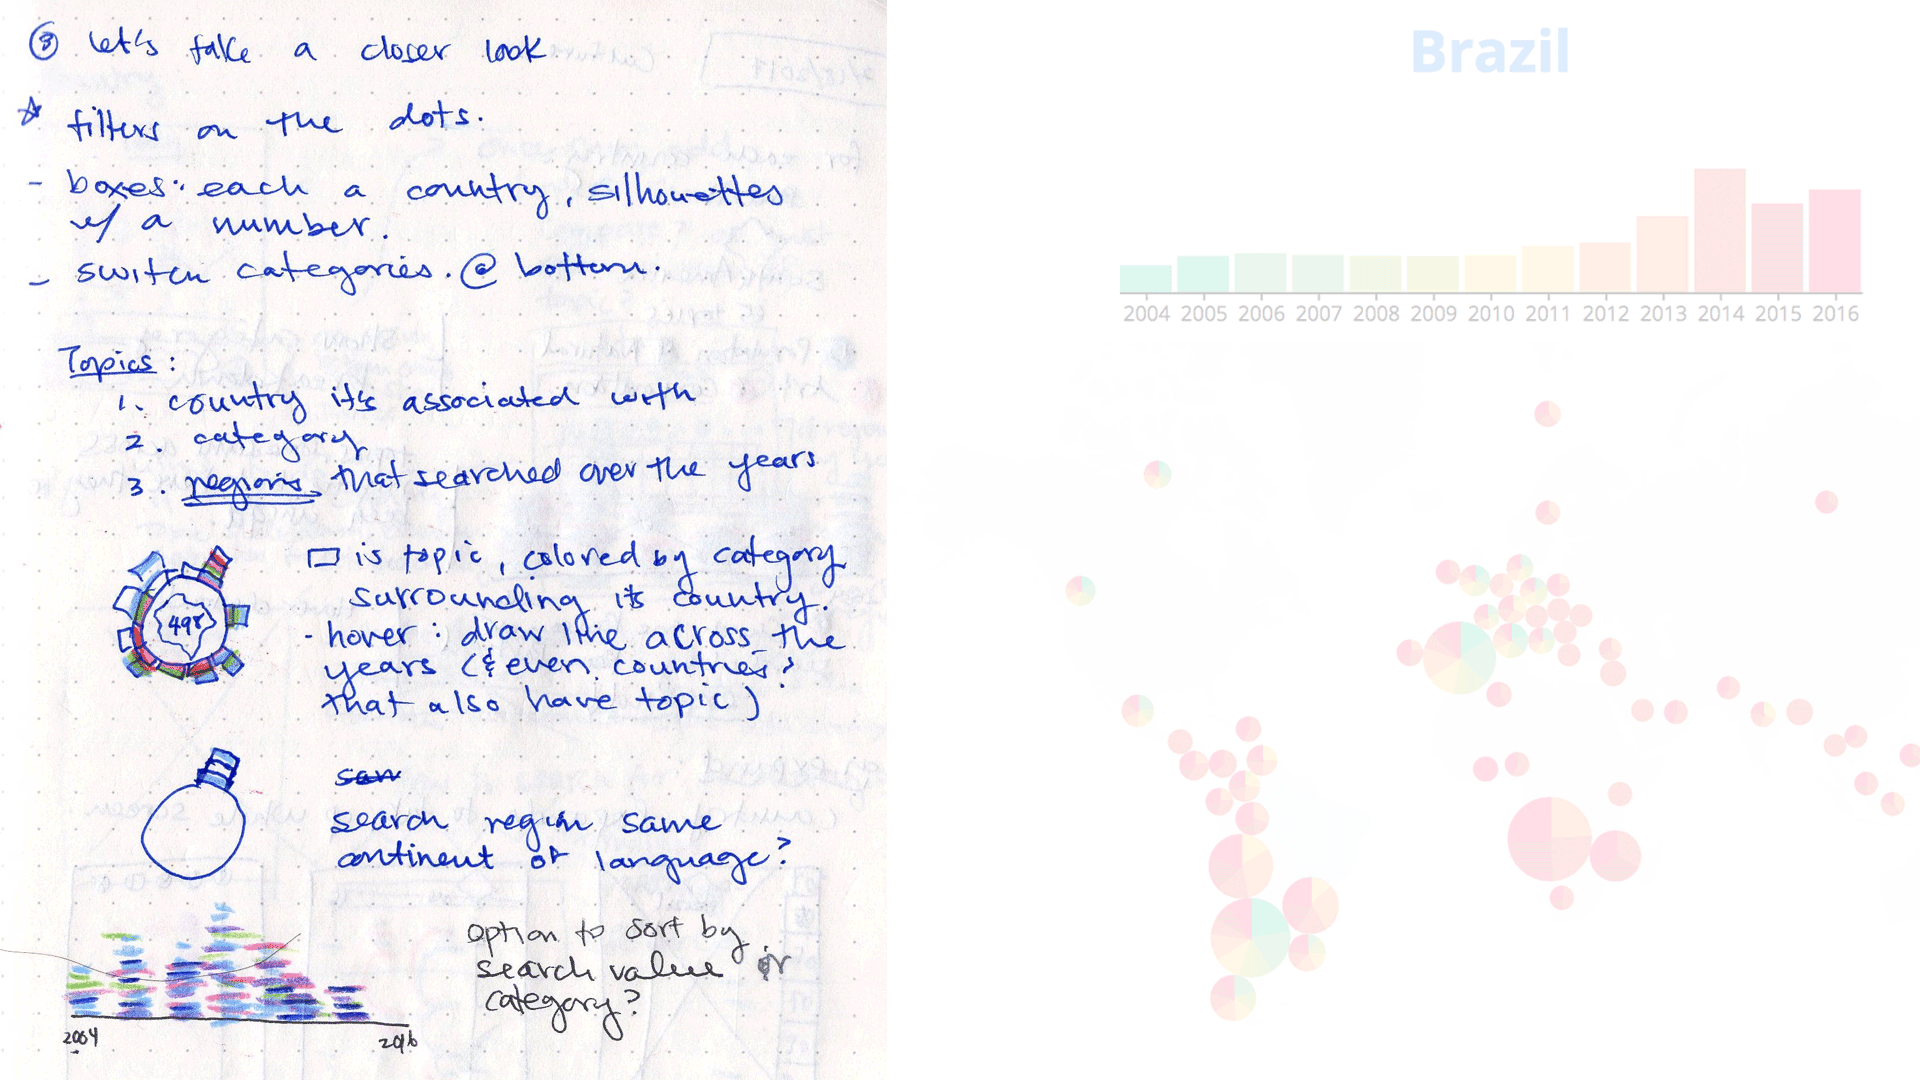 ③ let's take a closer look
☆ filters on the dots.
- boxes: each a country, silhouettes
w/ a number.
- switch categories. @ bottom.
Topics:
1. country it's associated with
2. category
3. regions that searched over the years
498
▭ is topic, colored by category
surrounding its country.
- hover: draw line across the
years (& even countries?
that also have topic)
search region same
continent or language?
option to sort by
search value or
category?
2004 2016
Brazil
2004 2005 2006 2007 2008 2009 2010 2011 2012 2013 2014 2015 2016